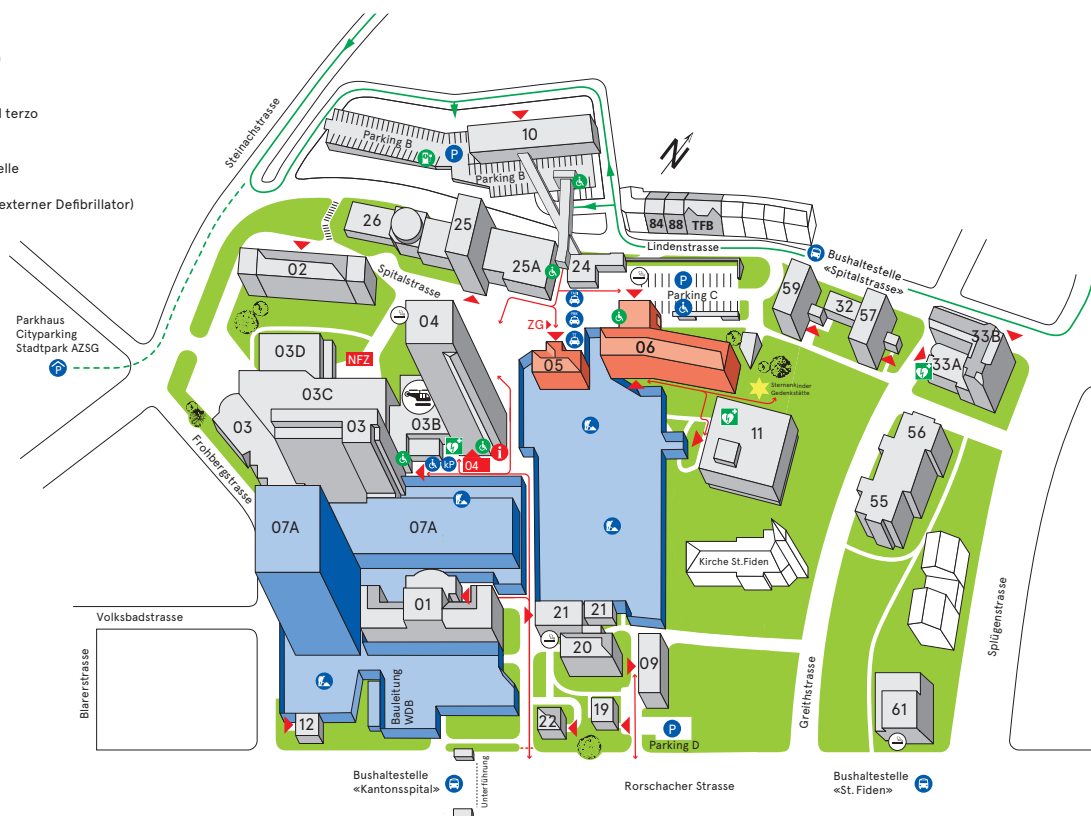 l terzo
elle
externer Defibrillator)
Steinachstrasse
Parking B
P
10
Parking B
N
84
88
TFB
Lindenstrasse
Bushaltestelle
«Spitalstrasse»
26
25
25A
24
02
Spitalstrasse
P
Parking C
59
32
57
33B
33A
Parkhaus
Cityparking
Stadtpark AZSG
P
04
ZG
03D
NFZ
05
06
Sternenkinder
Gedenkstätte
03C
03
03
03B
kP
04
i
11
56
55
Frohbergstrasse
07A
07A
Kirche St.Fiden
Volksbadstrasse
01
21
21
20
09
Blarerstrasse
Bauleitung
WDB
12
22
19
P
Parking D
Greithstrasse
Splügenstrasse
61
Unterführung
Bushaltestelle
«Kantonsspital»
Rorschacher Strasse
Bushaltestelle
«St. Fiden»